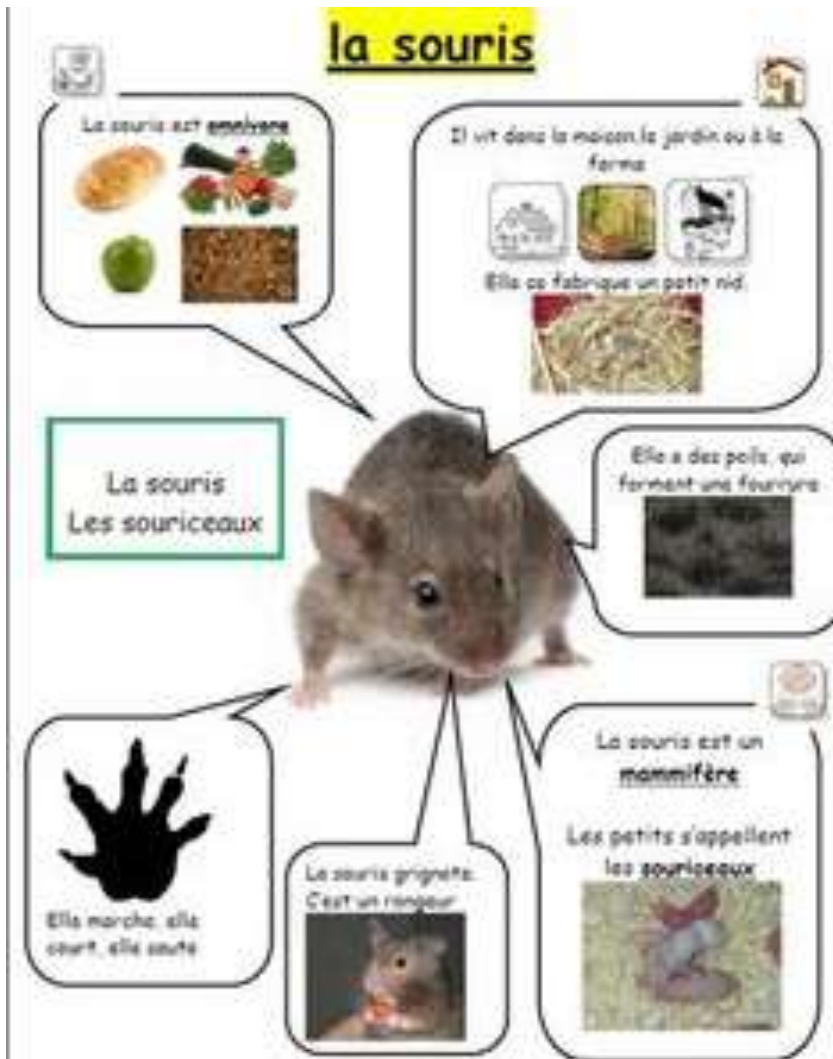 la souris
La souris est omnivore
Il vit dans la maison, le jardin ou à la
ferme
Elle se fabrique un petit nid.
La souris
Les souriceaux
Elle a des poils, qui
forment une fourrure
La souris est un
mammifère
Les petits s'appellent
les souriceaux
Elle marche, elle
court, elle saute
La souris grignote.
C'est un rongeur